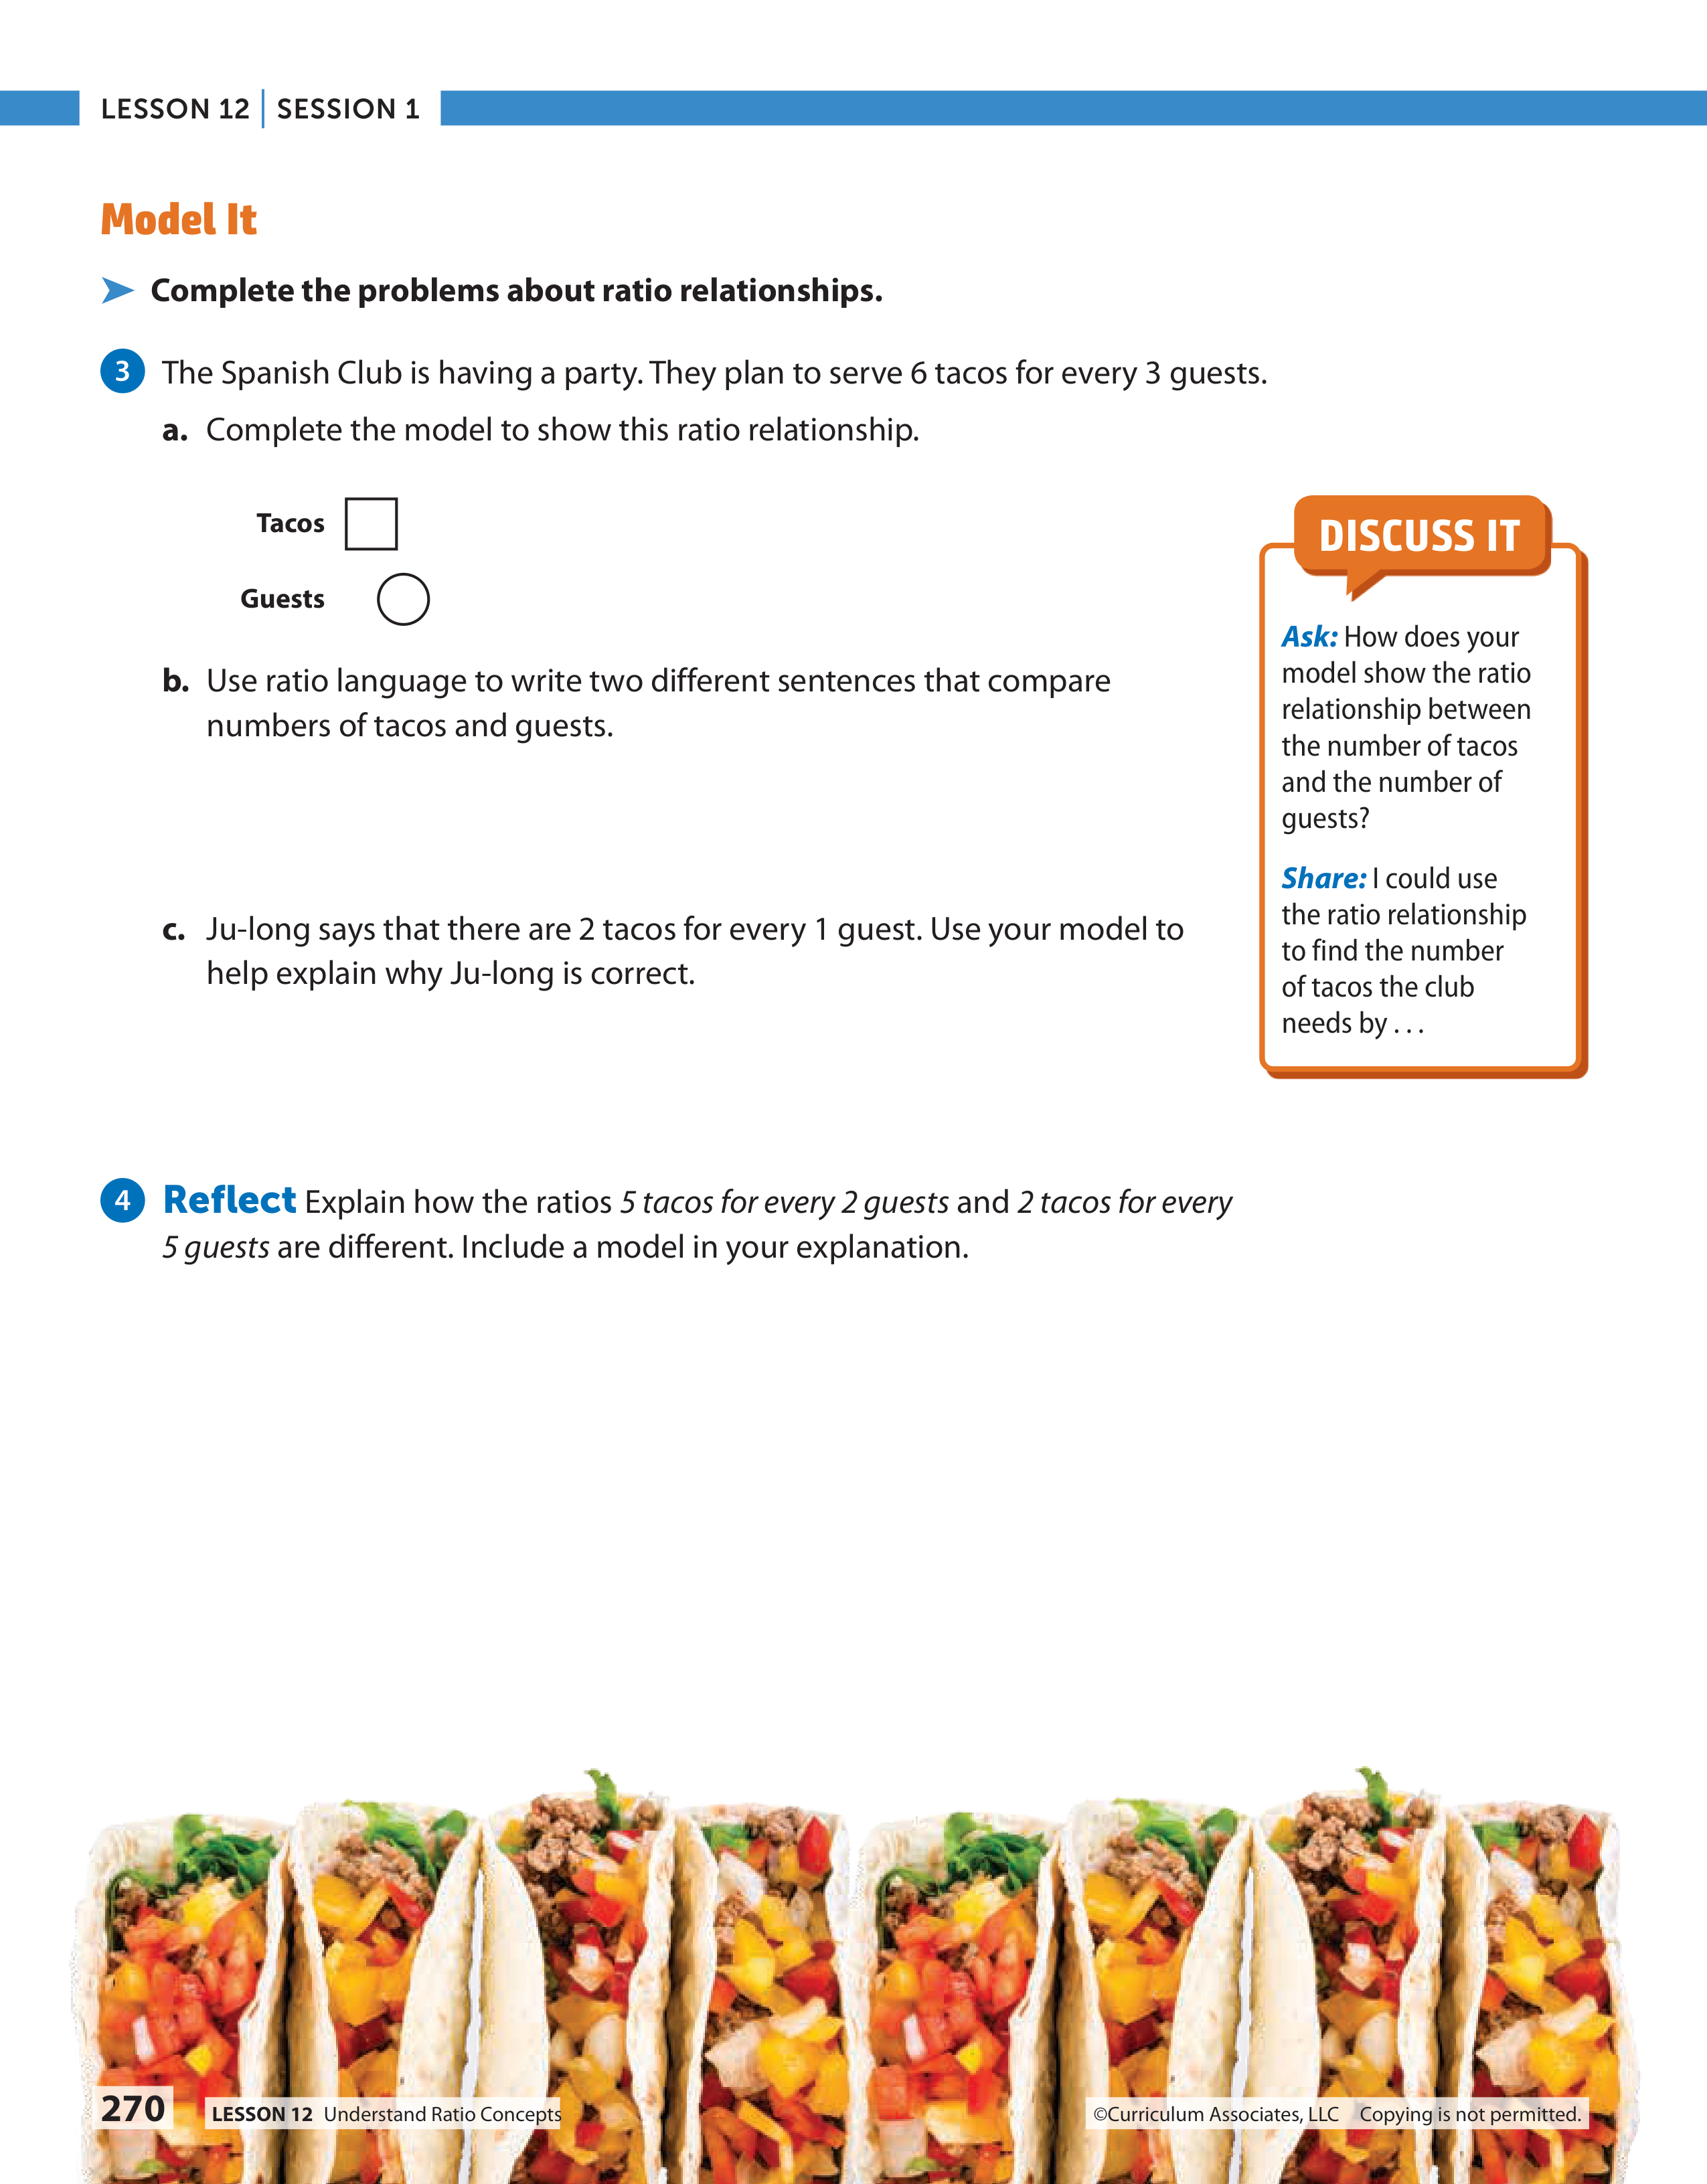 LESSON 12 | SESSION 1
Model It
Complete the problems about ratio relationships.
3 The Spanish Club is having a party. They plan to serve 6 tacos for every 3 guests.
a. Complete the model to show this ratio relationship.
Tacos
Guests
b. Use ratio language to write two different sentences that compare
numbers of tacos and guests.
c. Ju-long says that there are 2 tacos for every 1 guest. Use your model to
help explain why Ju-long is correct.
DISCUSS IT
Ask: How does your
model show the ratio
relationship between
the number of tacos
and the number of
guests?
Share: I could use
the ratio relationship
to find the number
of tacos the club
needs by . . .
4 Reflect Explain how the ratios 5 tacos for every 2 guests and 2 tacos for every
5 guests are different. Include a model in your explanation.
270
LESSON 12 Understand Ratio Concepts
©Curriculum Associates, LLC Copying is not permitted.